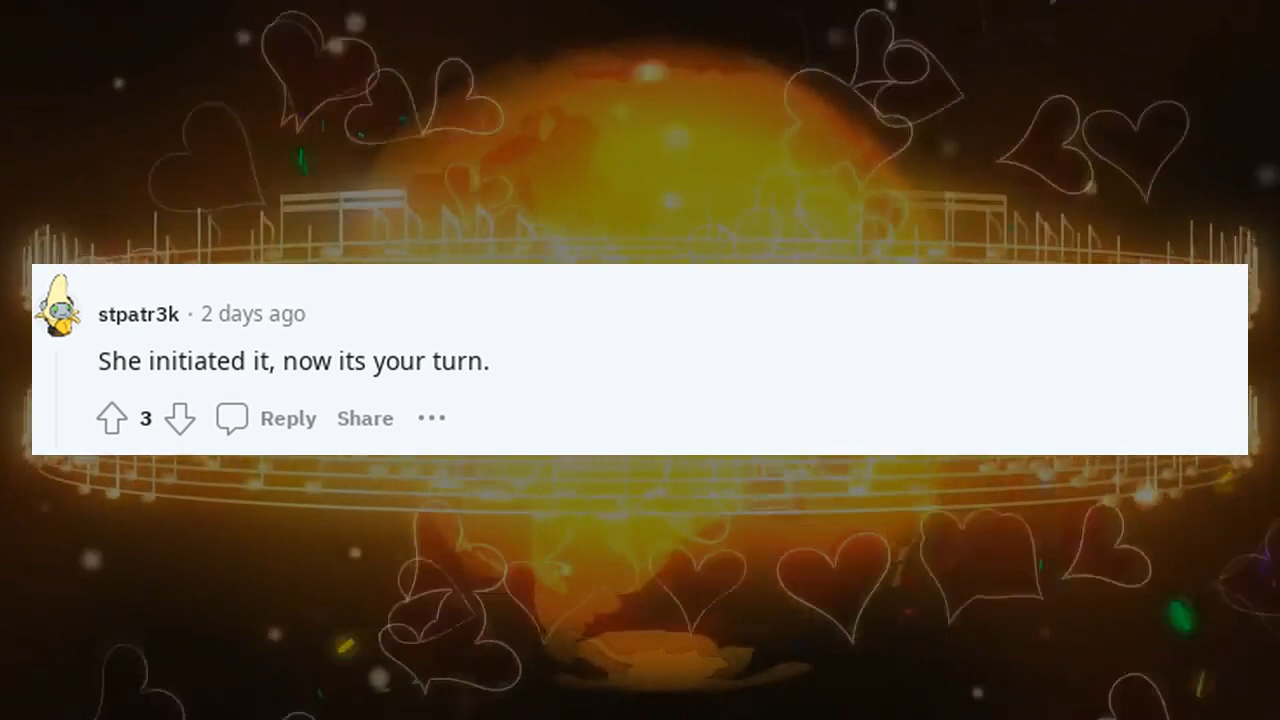 stpatr3k · 2 days ago
She initiated it, now its your turn.
3 Reply Share ···